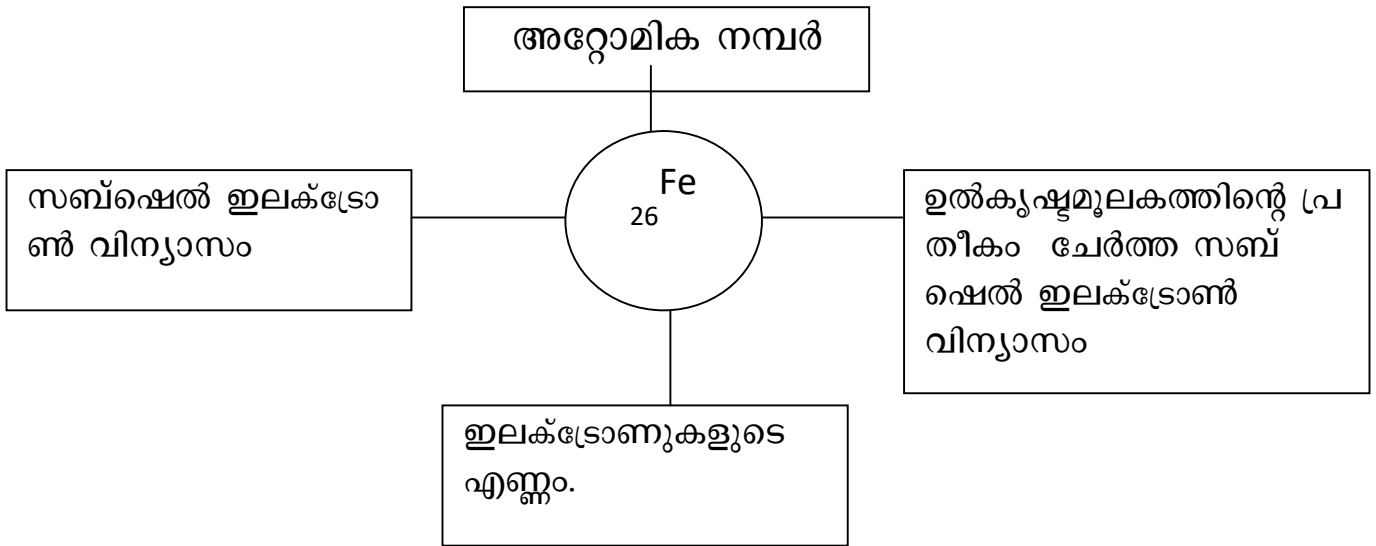 അറ്റോമിക നമ്പർ
Fe
26
സബ്ഷെൽ ഇലക്ട്രോ
ൺ വിന്യാസം
ഉൽകൃഷ്ടമൂലകത്തിന്റെ പ്ര
തീകം ചേർത്ത സബ്
ഷെൽ ഇലക്ട്രോൺ
വിന്യാസം
ഇലക്ട്രോണുകളുടെ
എണ്ണം.